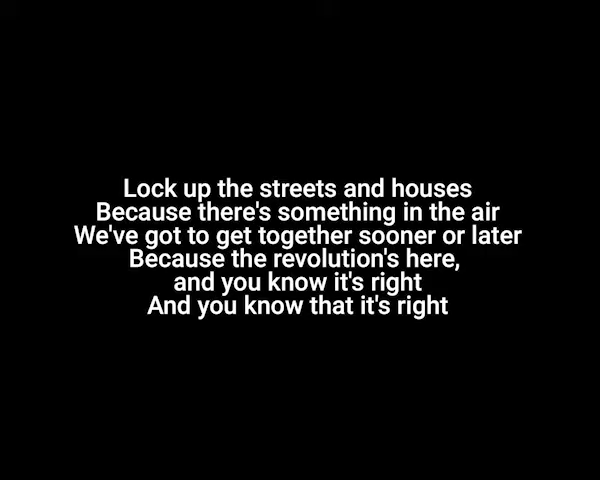 Lock up the streets and houses
Because there's something in the air
We've got to get together sooner or later
Because the revolution's here,
and you know it's right
And you know that it's right